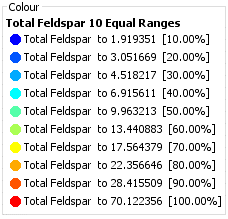 Colour
Total Feldspar 10 Equal Ranges
Total Feldspar to 1.919351 [10.00%]
Total Feldspar to 3.051669 [20.00%]
Total Feldspar to 4.518217 [30.00%]
Total Feldspar to 6.915611 [40.00%]
Total Feldspar to 9.963213 [50.00%]
Total Feldspar to 13.440883 [60.00%]
Total Feldspar to 17.564379 [70.00%]
Total Feldspar to 22.356646 [80.00%]
Total Feldspar to 28.415509 [90.00%]
Total Feldspar to 70.122356 [100.00%]